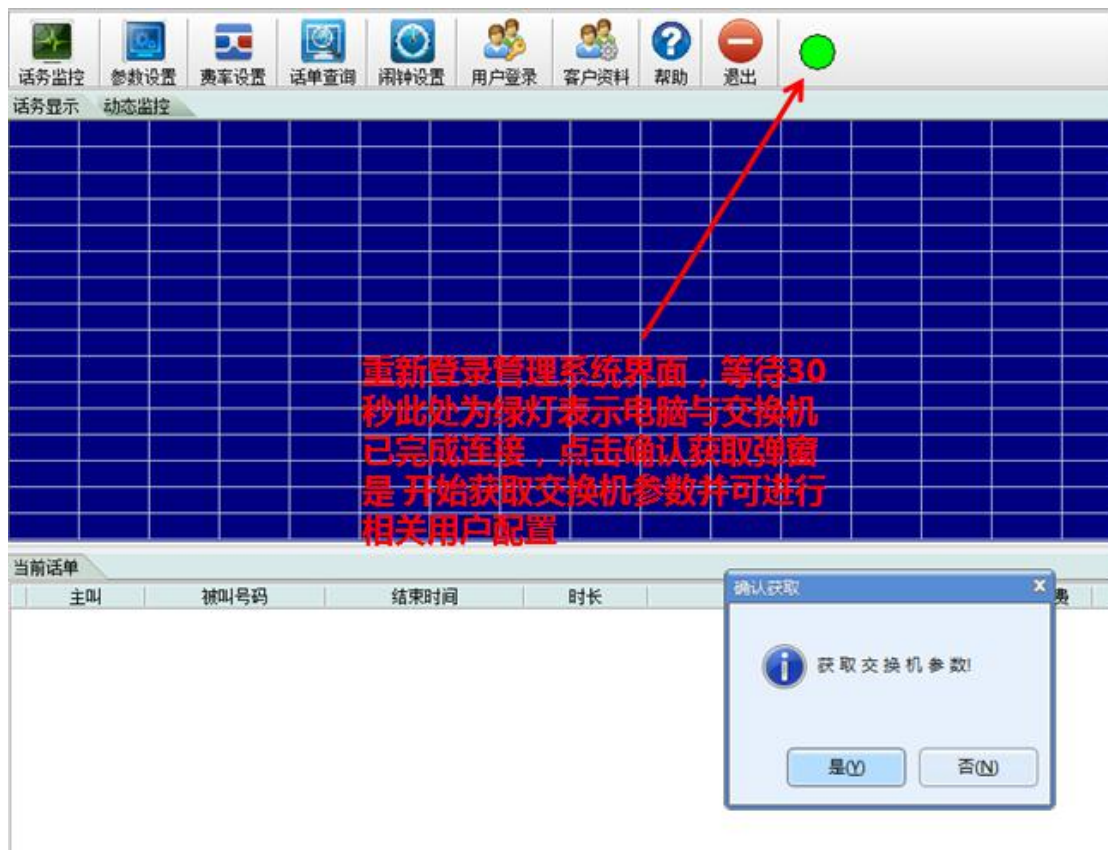 话务监控 参数设置 费率设置 话单查询 闹钟设置 用户登录 客户资料 帮助 退出
话务显示 动态监控
重新登录管理系统界面，等待30
秒此处为绿灯表示电脑与交换机
已完成连接，点击确认获取弹窗
是 开始获取交换机参数并可进行
相关用户配置
当前话单
主叫 被叫号码 结束时间 时长 费
确认获取
获取交换机参数!
是(Y) 否(N)